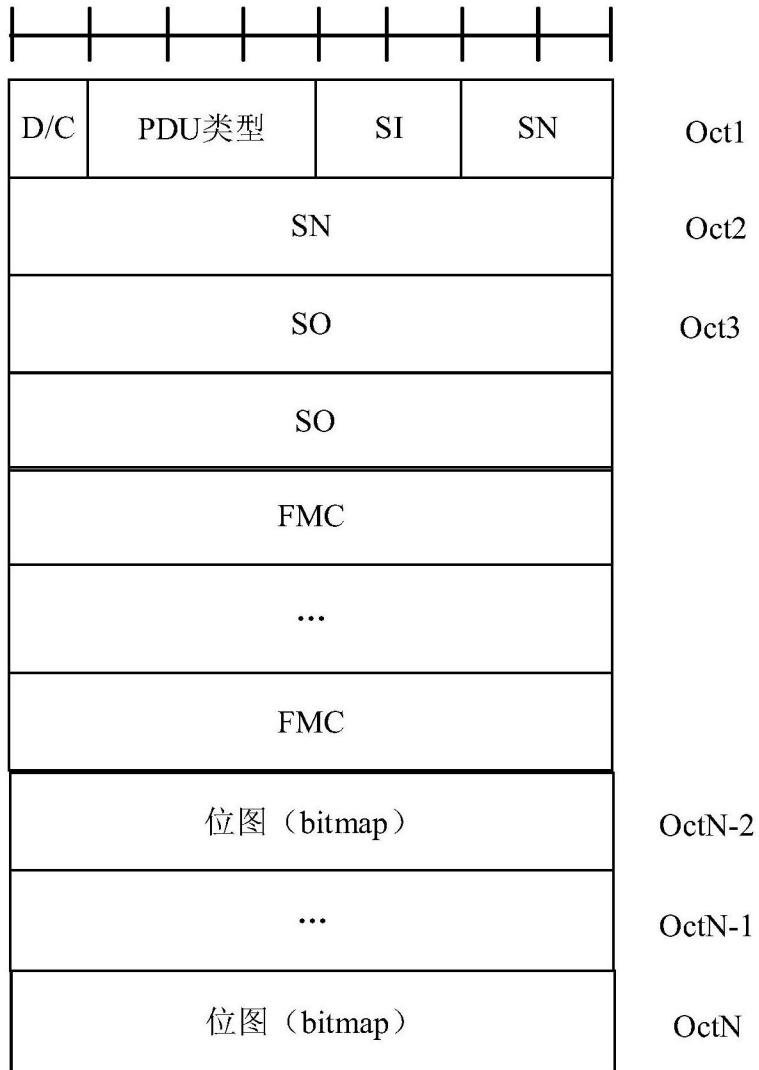 D/C PDU类型 SI SN Oct1
SN Oct2
SO Oct3
SO
FMC
...
FMC
位图（bitmap） OctN-2
... OctN-1
位图（bitmap） OctN